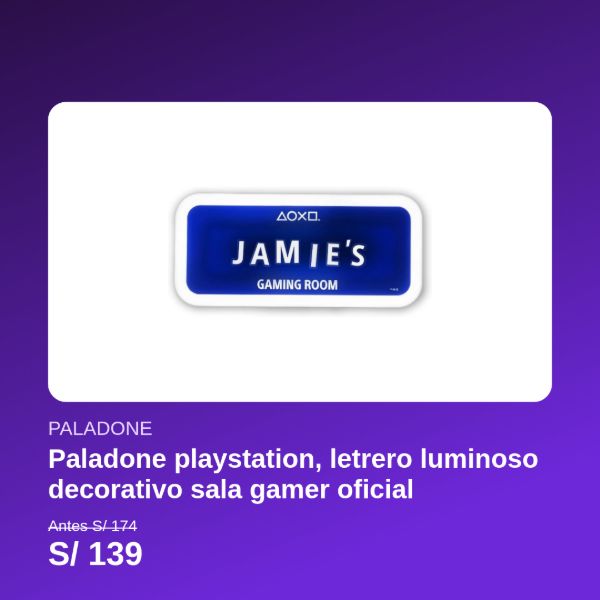 JAMIE'S
GAMING ROOM
PALADONE
Paladone playstation, letrero luminoso
decorativo sala gamer oficial
Antes S/ 174
S/ 139